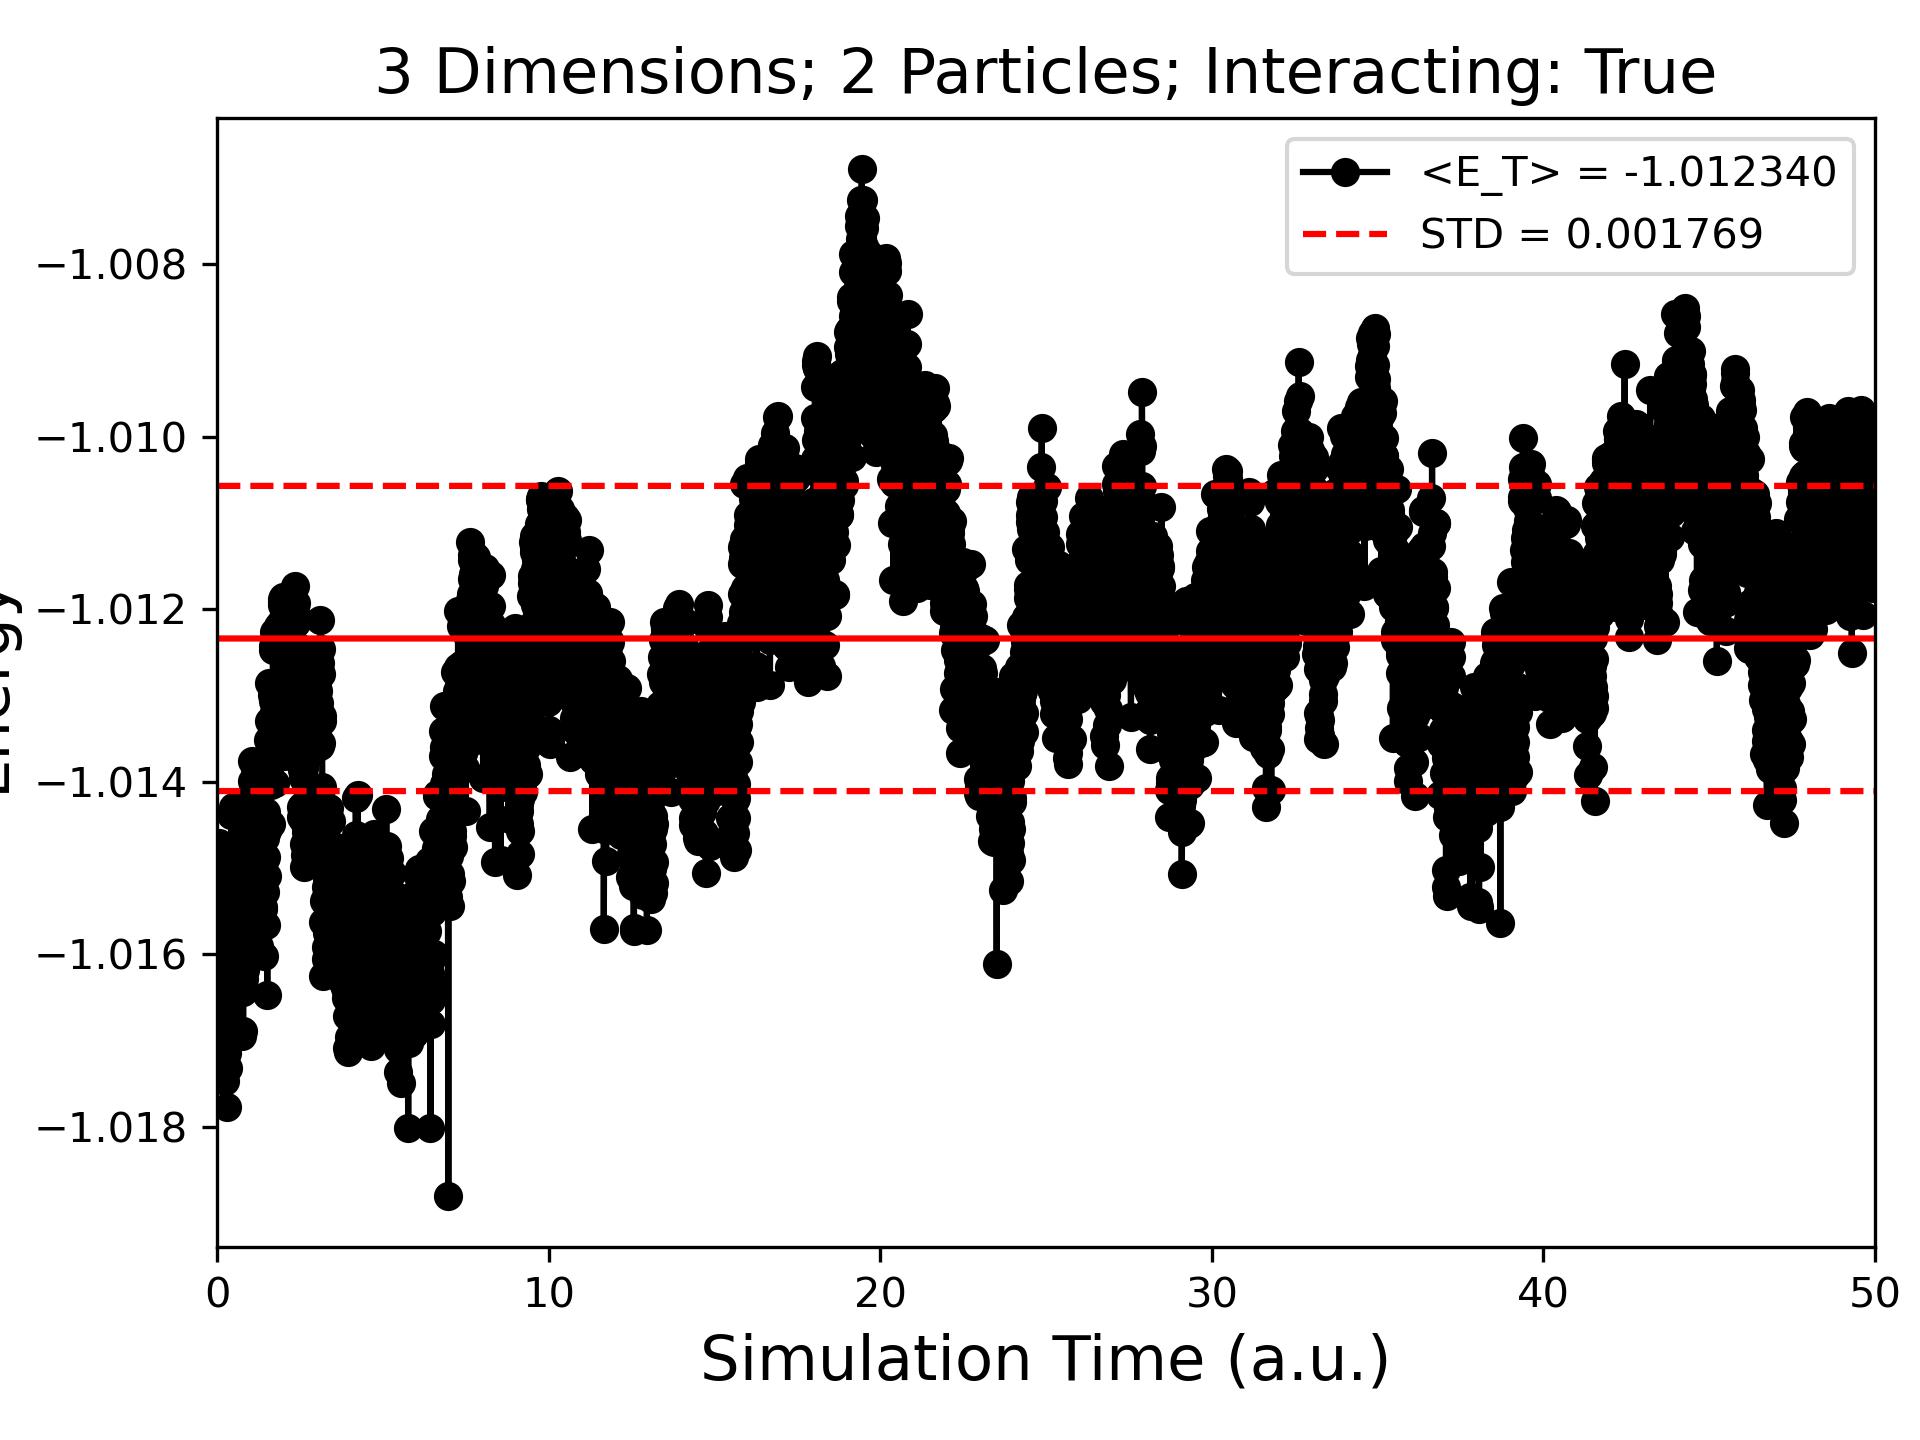 3 Dimensions; 2 Particles; Interacting: True
<E_T> = -1.012340
STD = 0.001769
Energy
−1.008
−1.010
−1.012
−1.014
−1.016
−1.018
0 10 20 30 40 50
Simulation Time (a.u.)